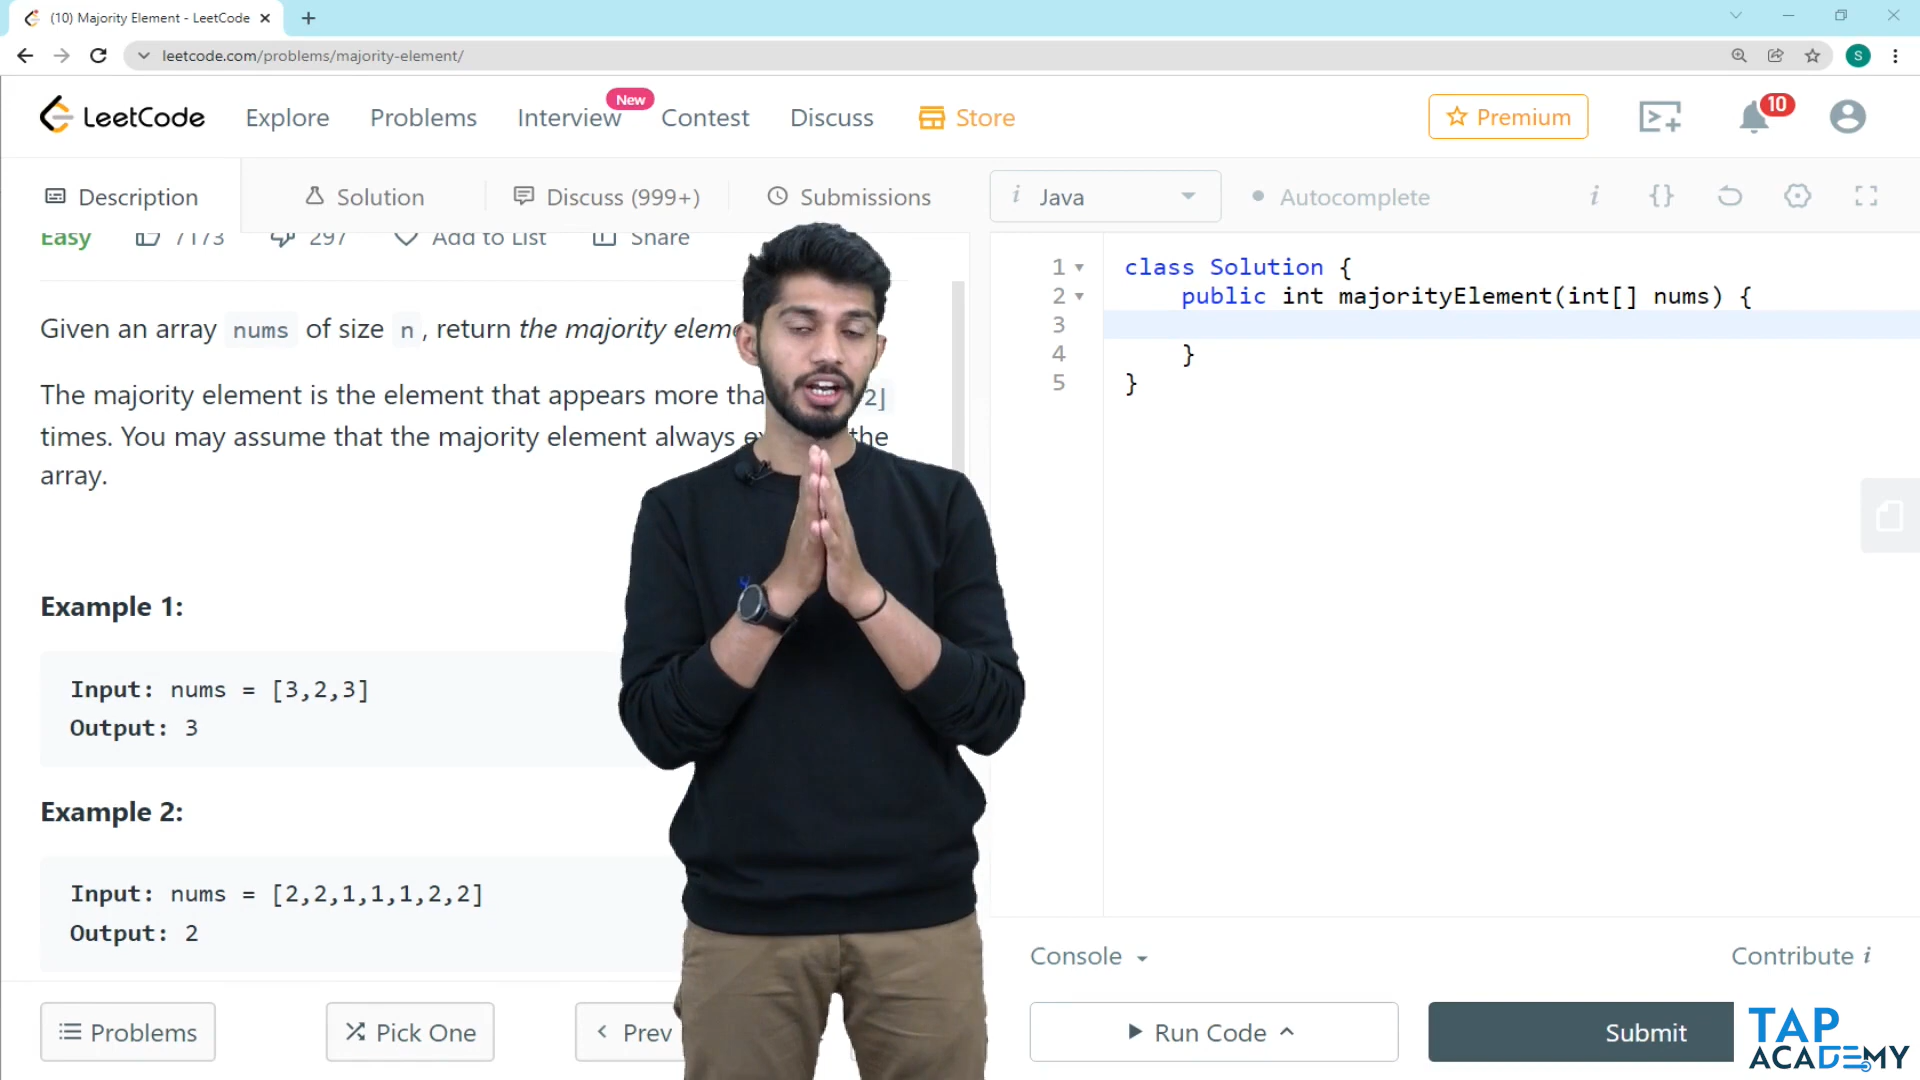 (10) Majority Element - LeetCode
leetcode.com/problems/majority-element/
S
LeetCode Explore Problems Interview New Contest Discuss Store Premium 10
Description Solution Discuss (999+) Submissions
i Java Autocomplete i {}
Easy 7173 297 Add to List Share
Given an array nums of size n, return the majority
The majority element is the element that appears more 2⌋
times. You may assume that the majority element always the
array.
Example 1:
Input: nums = [3,2,3]
Output: 3
Example 2:
Input: nums = [2,2,1,1,1,2,2]
Output: 2
1 class Solution {
2 public int majorityElement(int[] nums) {
3
4 }
5 }
Console Contribute i
Problems Pick One Prev Run Code Submit
TAP
ACADEMY